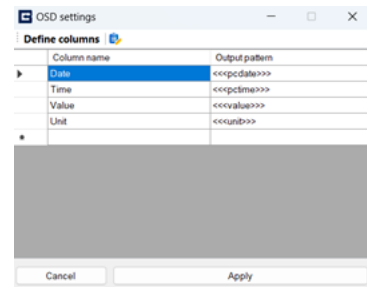 OSD settings
Define columns
Column name Output pattern
Date <<<pcdate>>>
Time <<<pctime>>>
Value <<<value>>>
Unit <<<unit>>>
Cancel Apply